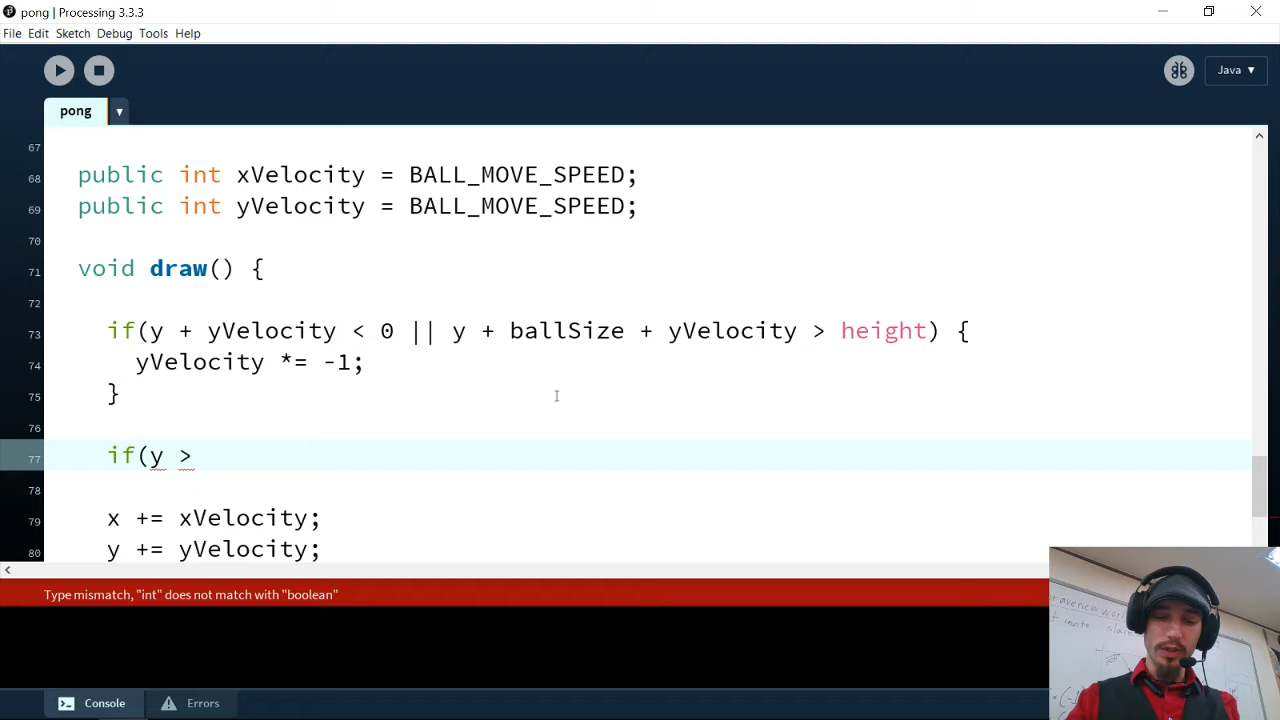 pong | Processing 3.3.3
File Edit Sketch Debug Tools Help
Java ▼
pong ▼
67
68 public int xVelocity = BALL_MOVE_SPEED;
69 public int yVelocity = BALL_MOVE_SPEED;
70
71 void draw() {
72
73 if(y + yVelocity < 0 || y + ballSize + yVelocity > height) {
74 yVelocity *= -1;
75 }
76
77 if(y >
78
79 x += xVelocity;
80 y += yVelocity;
Type mismatch, "int" does not match with "boolean"
Console Errors